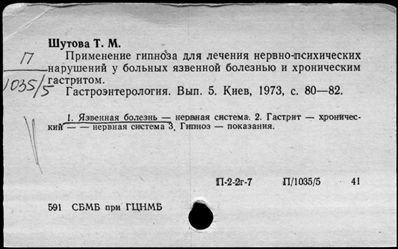 Шутова Т. М.
Применение гипноза для лечения нервно-психических
П
нарушений у больных язвенной болезнью и хроническим
1035/5
гастритом.
Гастроэнтерология. Вып. 5. Киев, 1973, с. 80—82.
1. Язвенная болезнь — нервная система. 2. Гастрит — хроничес-
кий — — нервная система 3. Гипноз — показания.
П-2-2г-7 П/1035/5 41
591 СБМБ при ГЦНМБ